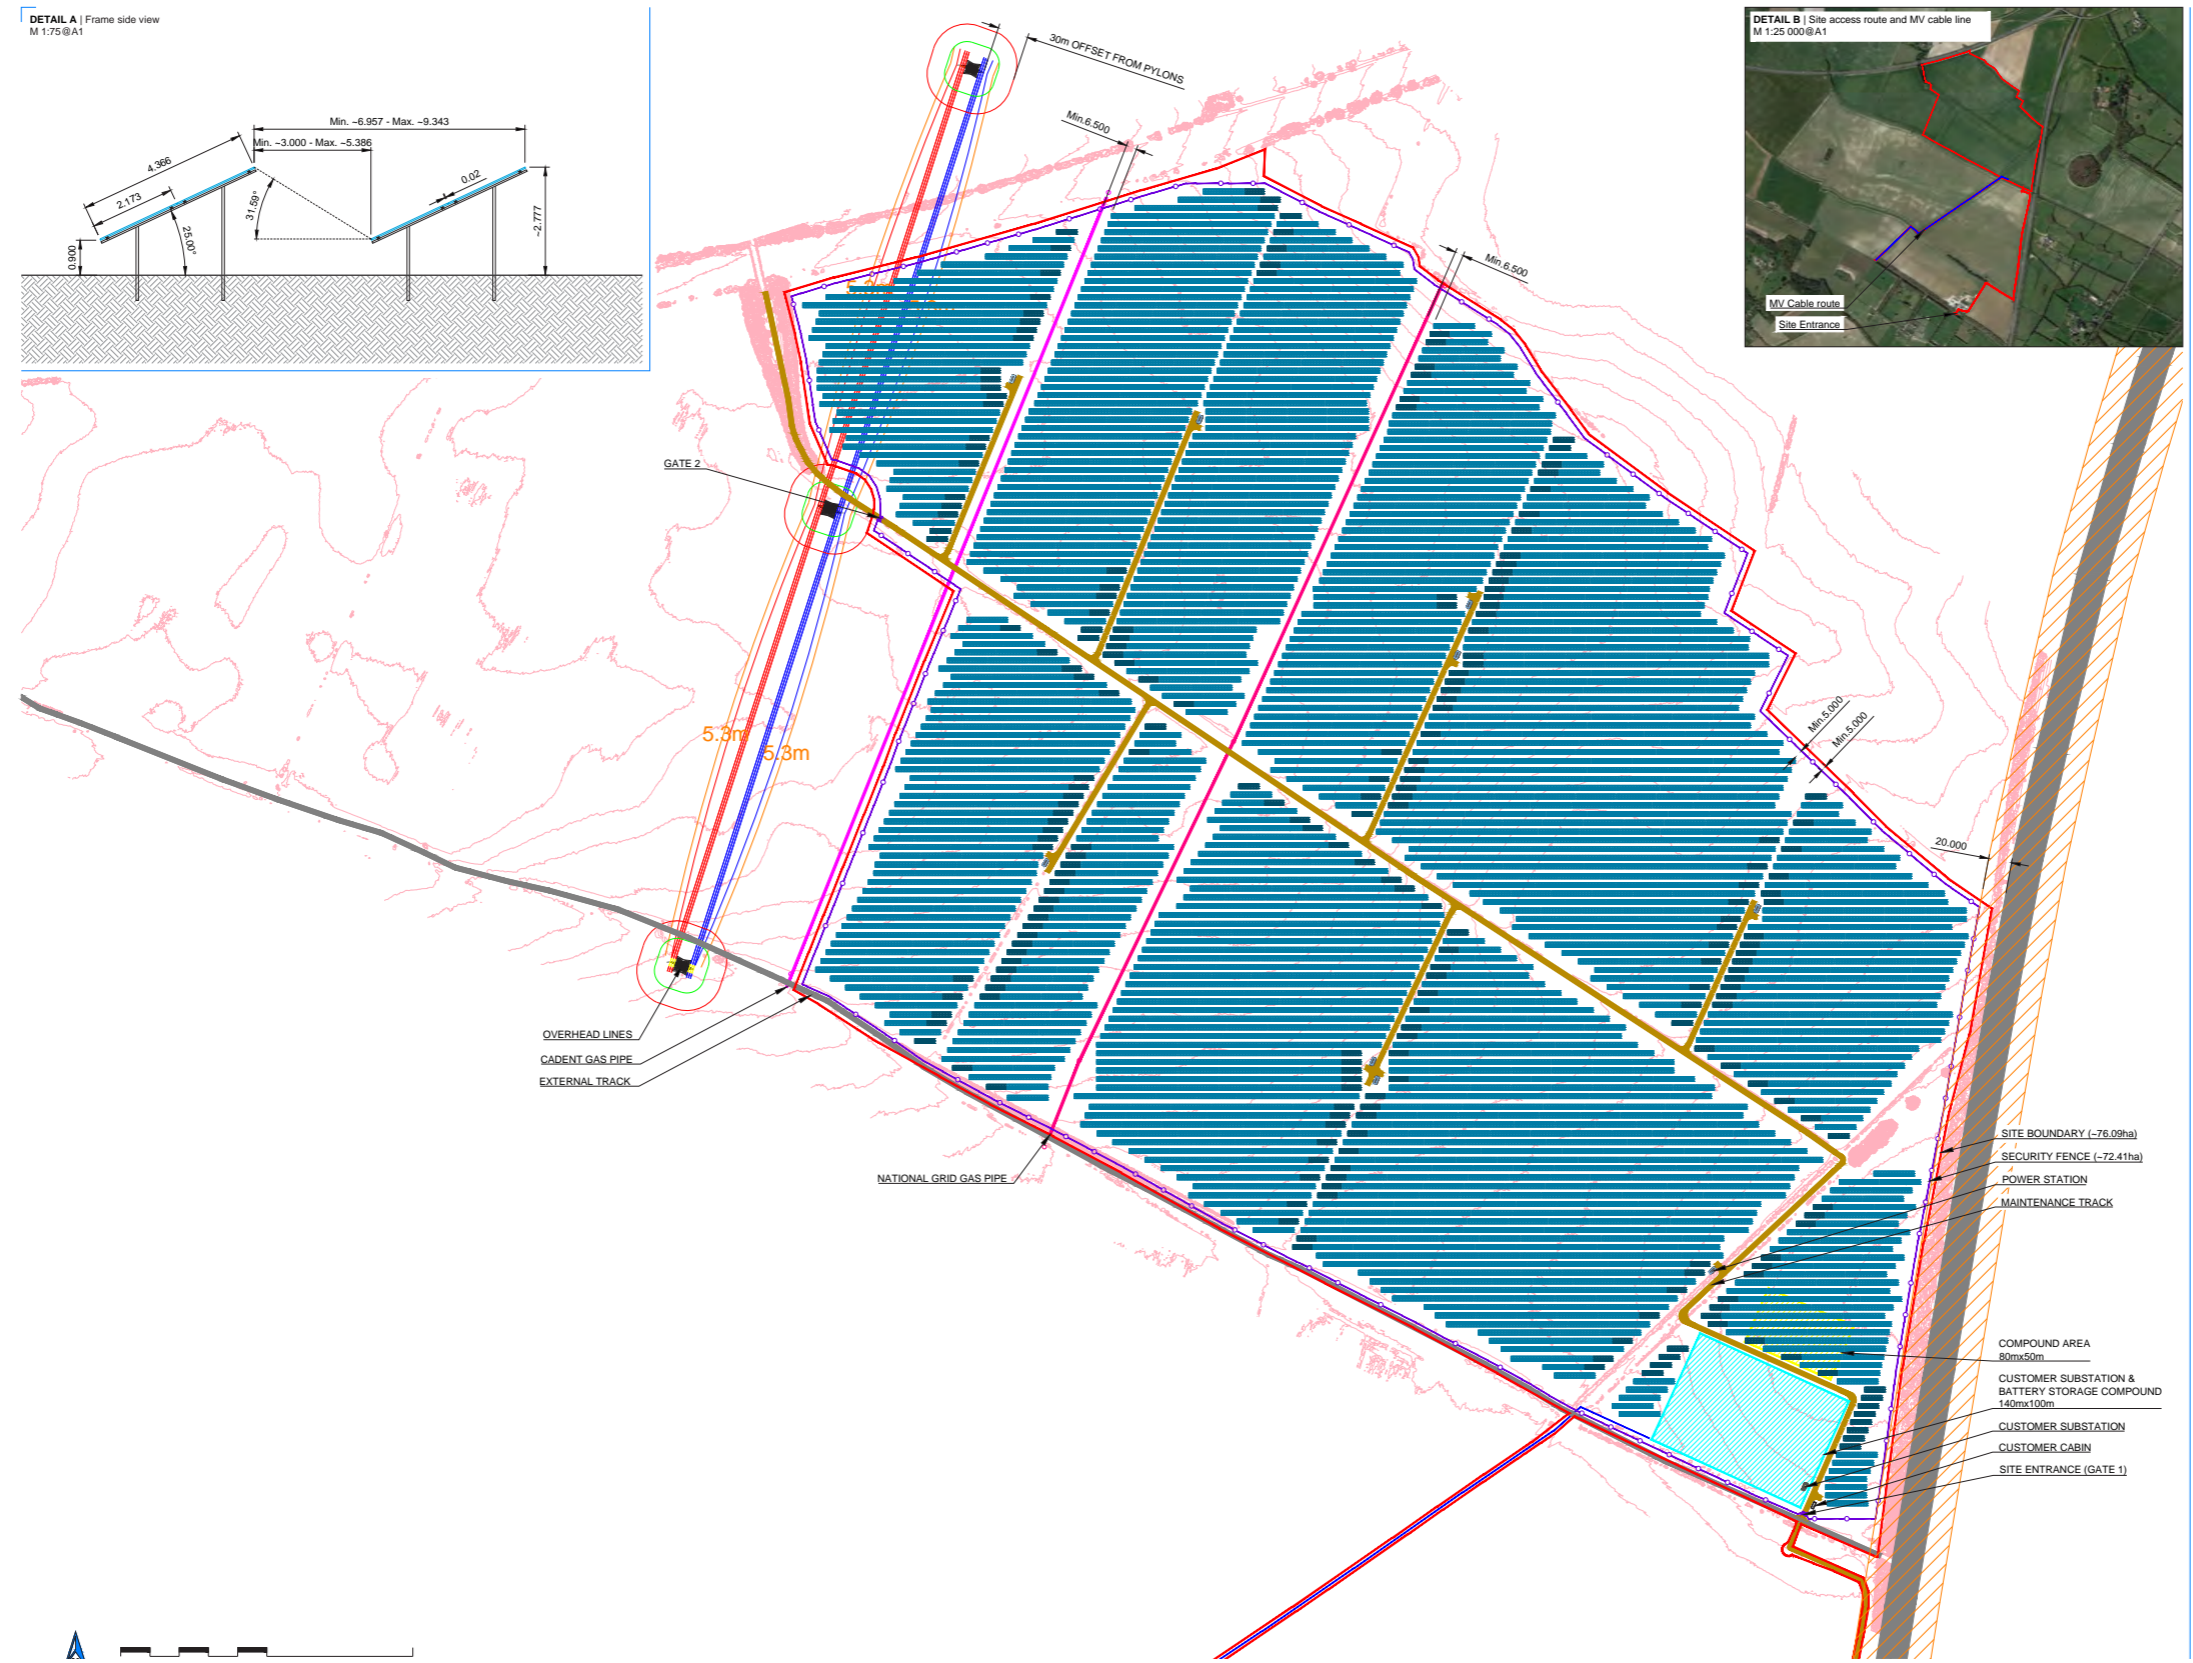 DETAIL A | Frame side view
M 1:75@A1
Min. ~6.957 - Max. ~9.343
Min. ~3.000 - Max. ~5.386
4.366
2.173
0.02
31.59°
25.00°
0.900
~2.777
30m OFFSET FROM PYLONS
Min.6.500
Min.6.500
DETAIL B | Site access route and MV cable line
M 1:25 000@A1
MV Cable route
Site Entrance
GATE 2
5.3m
5.3m
Min.5.000
Min.5.000
20.000
OVERHEAD LINES
CADENT GAS PIPE
EXTERNAL TRACK
NATIONAL GRID GAS PIPE
SITE BOUNDARY (~76.09ha)
SECURITY FENCE (~72.41ha)
POWER STATION
MAINTENANCE TRACK
COMPOUND AREA
80mx50m
CUSTOMER SUBSTATION &
BATTERY STORAGE COMPOUND
140mx100m
CUSTOMER SUBSTATION
CUSTOMER CABIN
SITE ENTRANCE (GATE 1)